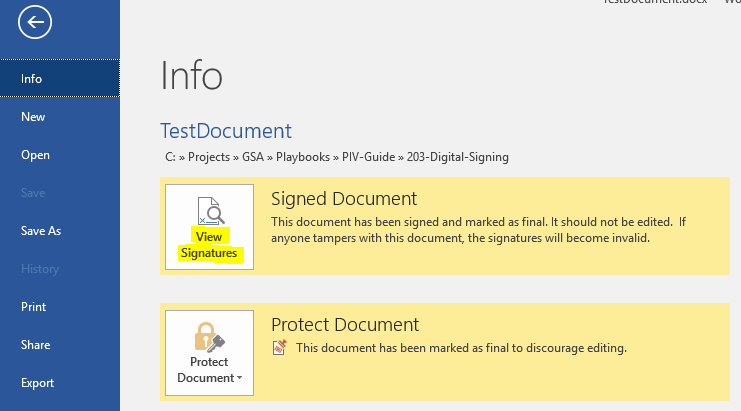 TestDocument.docx
Info
Info
New
TestDocument
Open
C: » Projects » GSA » Playbooks » PIV-Guide » 203-Digital-Signing
Save
Save As
History
Print
Share
Export
View
Signatures
Signed Document
This document has been signed and marked as final. It should not be edited.  If
anyone tampers with this document, the signatures will become invalid.
Protect
Document
Protect Document
This document has been marked as final to discourage editing.